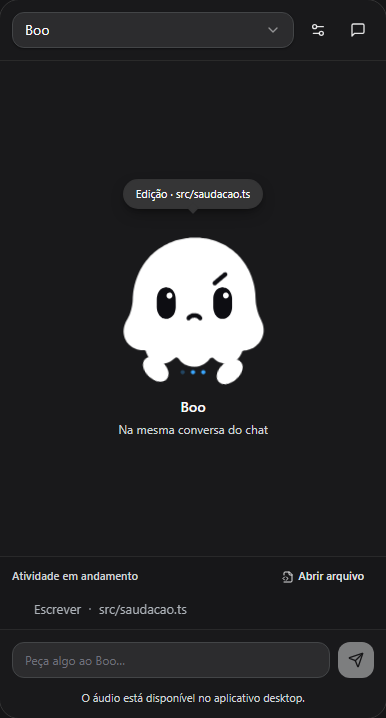 Boo
Edição · src/saudacao.ts
Boo
Na mesma conversa do chat
Atividade em andamento
Abrir arquivo
Escrever · src/saudacao.ts
Peça algo ao Boo...
O áudio está disponível no aplicativo desktop.